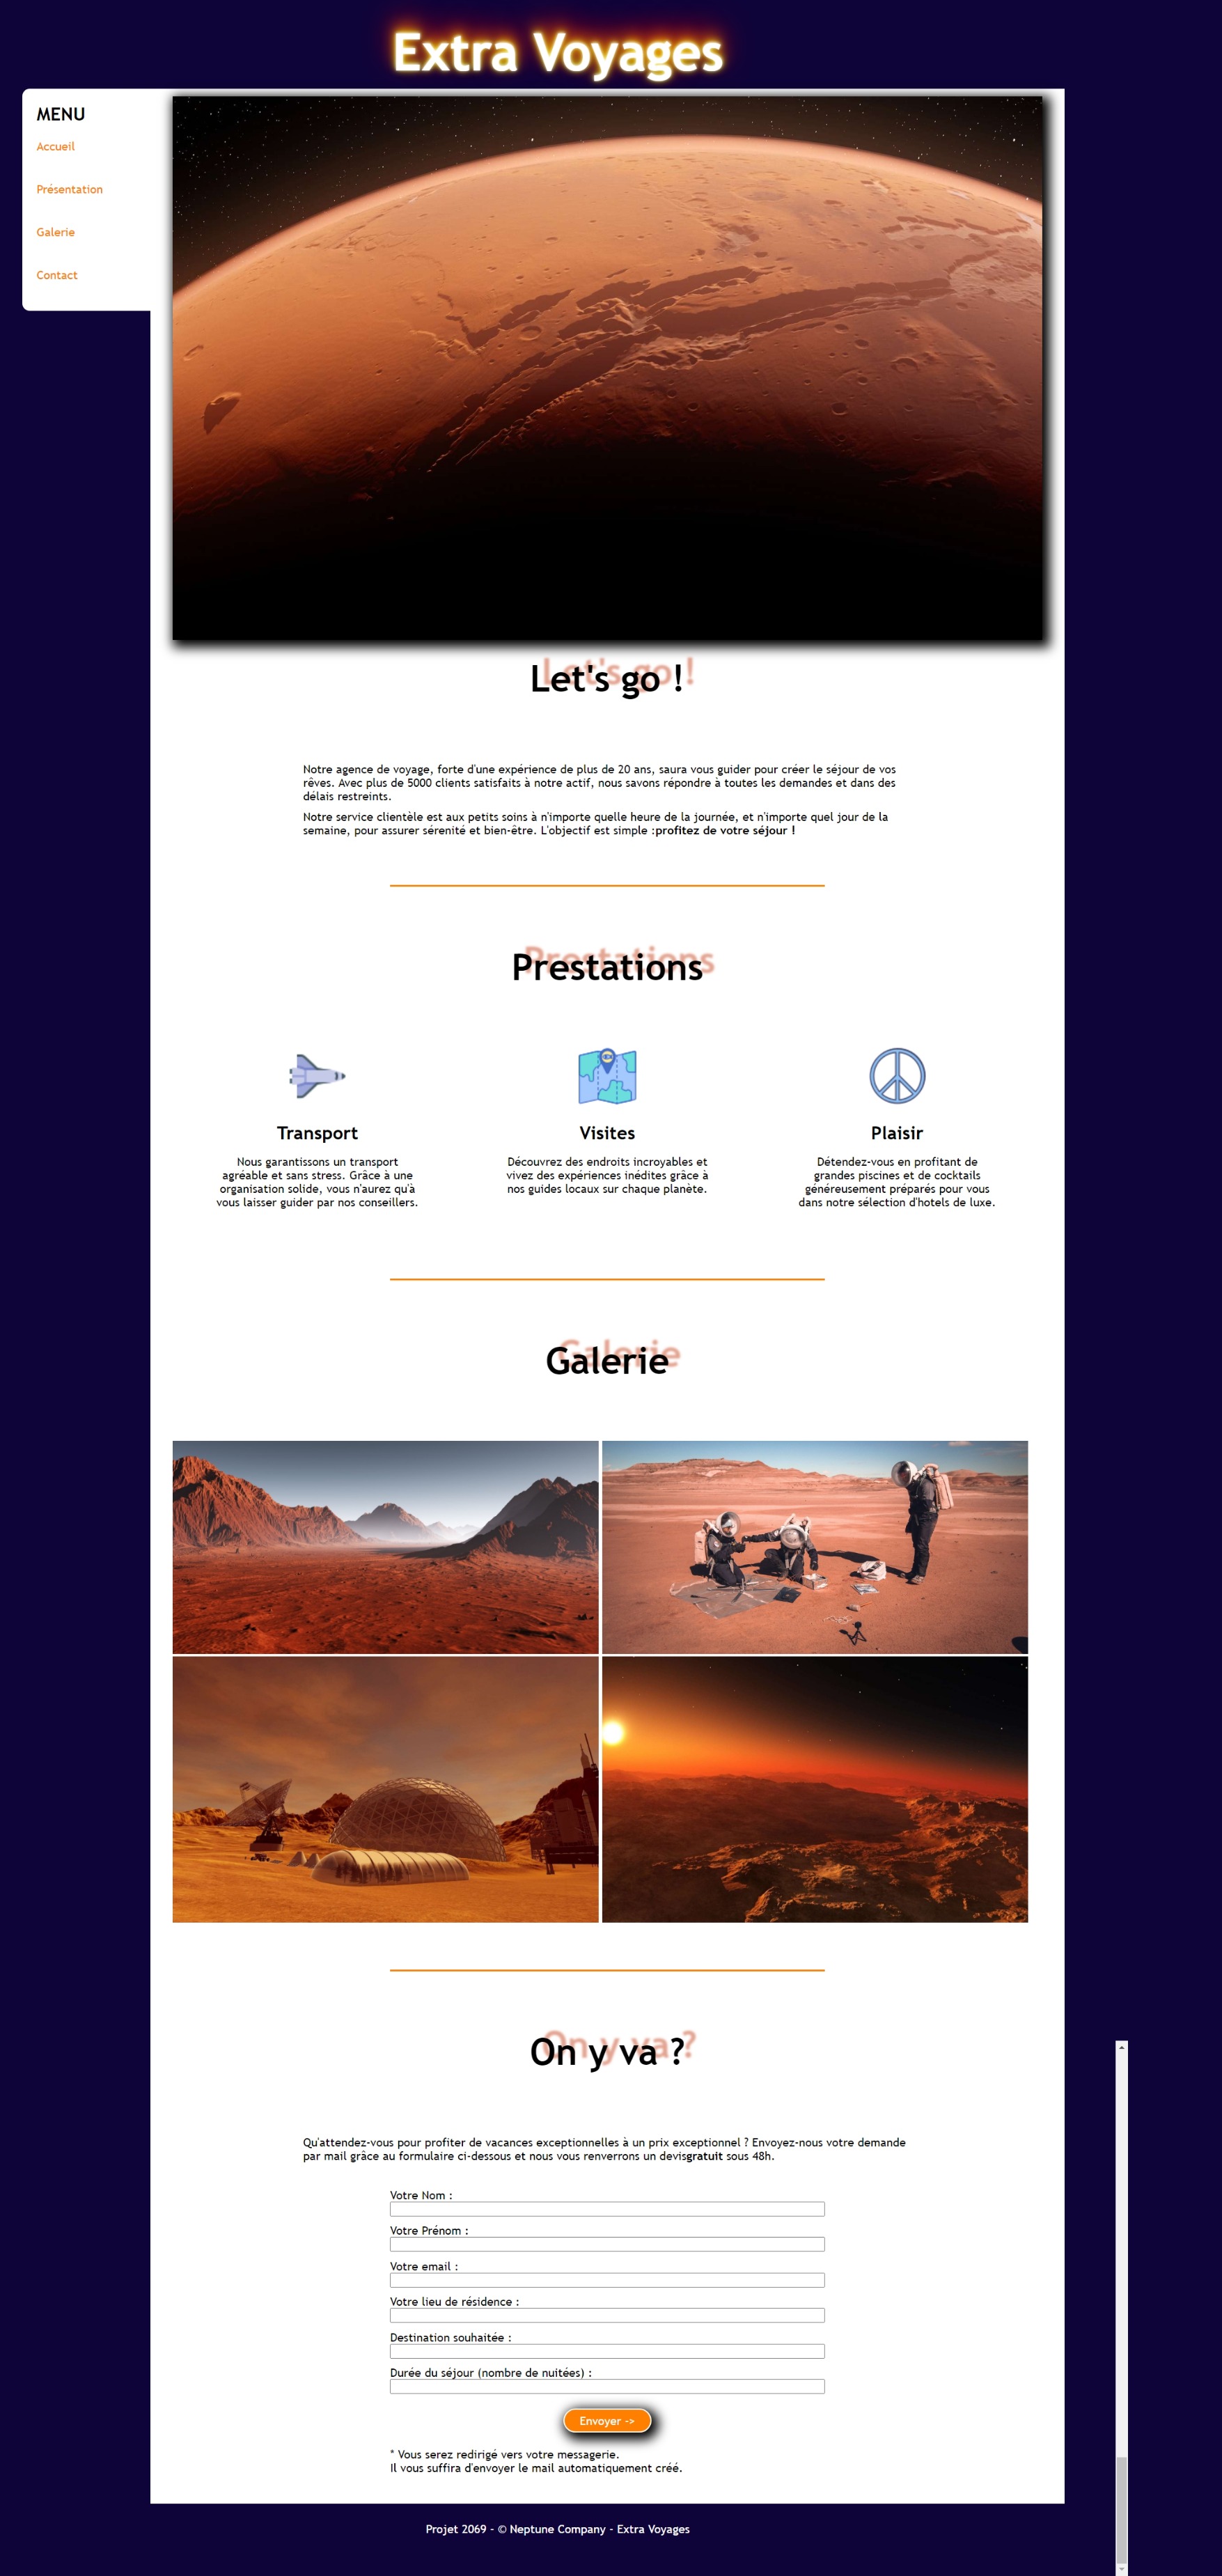 Extra Voyages
MENU
Accueil
Présentation
Galerie
Contact
Let's go !
Notre agence de voyage, forte d'une expérience de plus de 20 ans, saura vous guider pour créer le séjour de vos
rêves. Avec plus de 5000 clients satisfaits à notre actif, nous savons répondre à toutes les demandes et dans des
délais restreints.
Notre service clientèle est aux petits soins à n'importe quelle heure de la journée, et n'importe quel jour de la
semaine, pour assurer sérenité et bien-être. L'objectif est simple :profitez de votre séjour !
Prestations
Transport
Nous garantissons un transport
agréable et sans stress. Grâce à une
organisation solide, vous n'aurez qu'à
vous laisser guider par nos conseillers.
Visites
Découvrez des endroits incroyables et
vivez des expériences inédites grâce à
nos guides locaux sur chaque planète.
Plaisir
Détendez-vous en profitant de
grandes piscines et de cocktails
généreusement préparés pour vous
dans notre sélection d'hotels de luxe.
Galerie
On y va ?
Qu'attendez-vous pour profiter de vacances exceptionnelles à un prix exceptionnel ? Envoyez-nous votre demande
par mail grâce au formulaire ci-dessous et nous vous renverrons un devisgratuit sous 48h.
Votre Nom :
Votre Prénom :
Votre email :
Votre lieu de résidence :
Destination souhaitée :
Durée du séjour (nombre de nuitées) :
Envoyer ->
* Vous serez redirigé vers votre messagerie.
Il vous suffira d'envoyer le mail automatiquement créé.
Projet 2069 - © Neptune Company - Extra Voyages